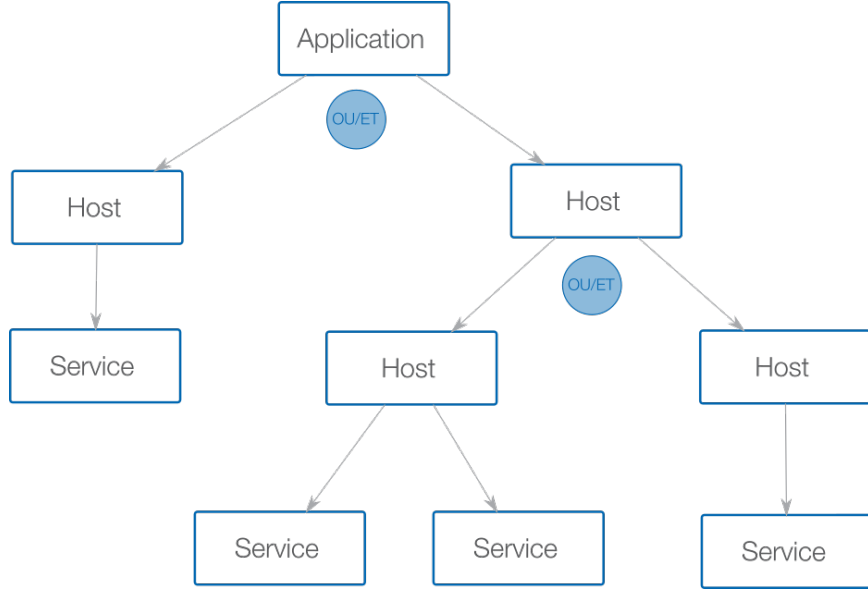 Application
OU/ET
Host
Host
OU/ET
Service
Host
Host
Service
Service
Service